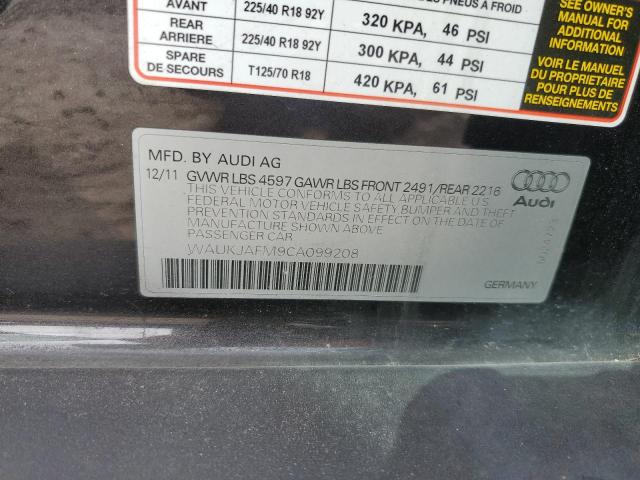 AVANT 225/40 R18 92Y 320 KPA, 46 PSI
REAR
ARRIERE 225/40 R18 92Y 300 KPA, 44 PSI
SPARE
DE SECOURS T125/70 R18 420 KPA, 61 PSI
PNEUS À FROID
SEE OWNER'S
MANUAL FOR
ADDITIONAL
INFORMATION
VOIR LE MANUEL
DU PROPRIETAIRE
POUR PLUS DE
RENSEIGNEMENTS
MFD. BY AUDI AG
12/11 GVWR LBS 4597 GAWR LBS FRONT 2491/REAR 2216
THIS VEHICLE CONFORMS TO ALL APPLICABLE U.S.
FEDERAL MOTOR VEHICLE SAFETY BUMPER AND THEFT
PREVENTION STANDARDS IN EFFECT ON THE DATE OF
MANUFACTURE SHOWN ABOVE
PASSENGER CAR
WAUKJAFM9CA099208
Audi
GERMANY